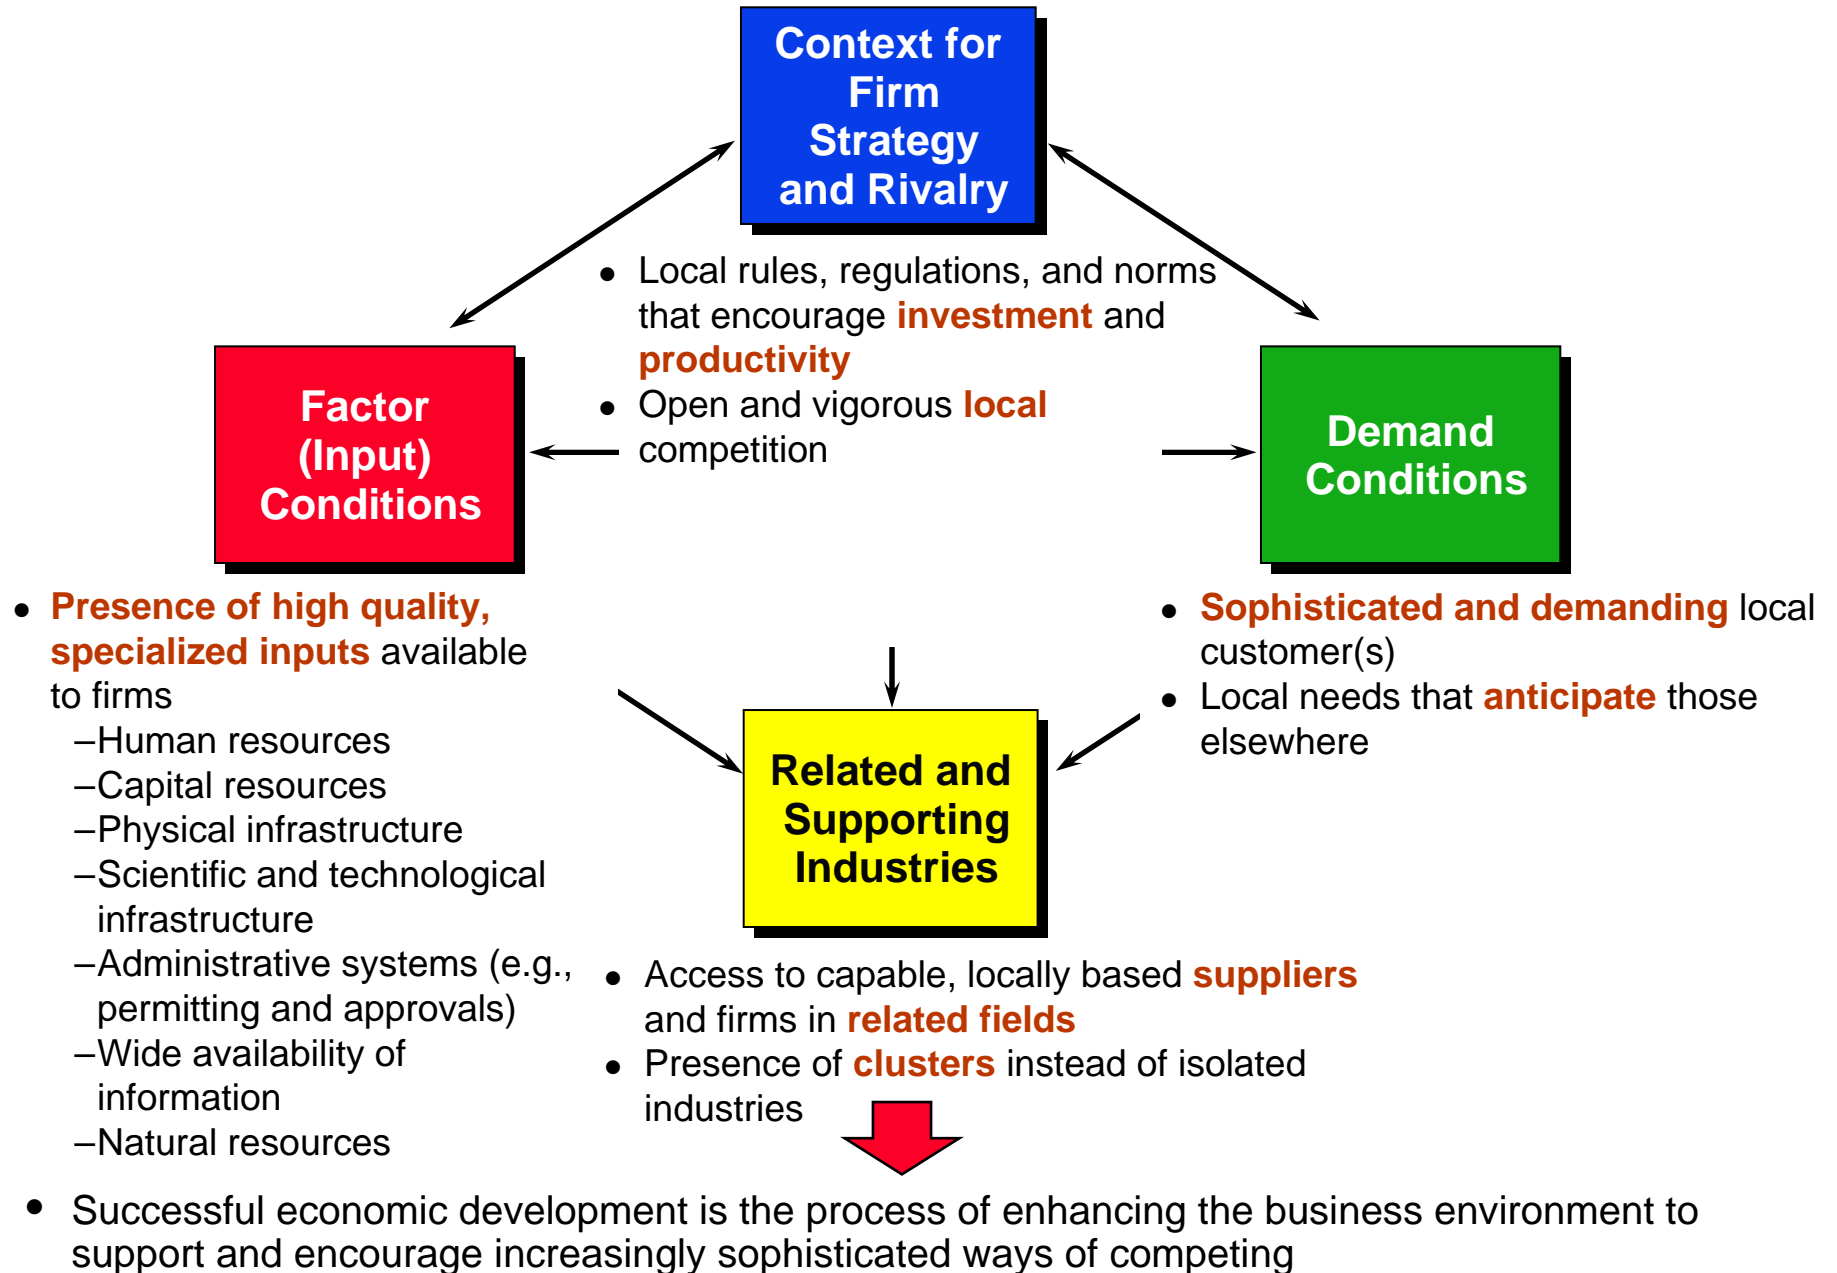 Context for
Firm
Strategy
and Rivalry
● Local rules, regulations, and norms
that encourage investment and
productivity
● Open and vigorous local
competition
Factor
(Input)
Conditions
Demand
Conditions
● Presence of high quality,
specialized inputs available
to firms
–Human resources
–Capital resources
–Physical infrastructure
–Scientific and technological
infrastructure
–Administrative systems (e.g.,
permitting and approvals)
–Wide availability of
information
–Natural resources
● Sophisticated and demanding local
customer(s)
● Local needs that anticipate those
elsewhere
Related and
Supporting
Industries
● Access to capable, locally based suppliers
and firms in related fields
● Presence of clusters instead of isolated
industries
• Successful economic development is the process of enhancing the business environment to
support and encourage increasingly sophisticated ways of competing